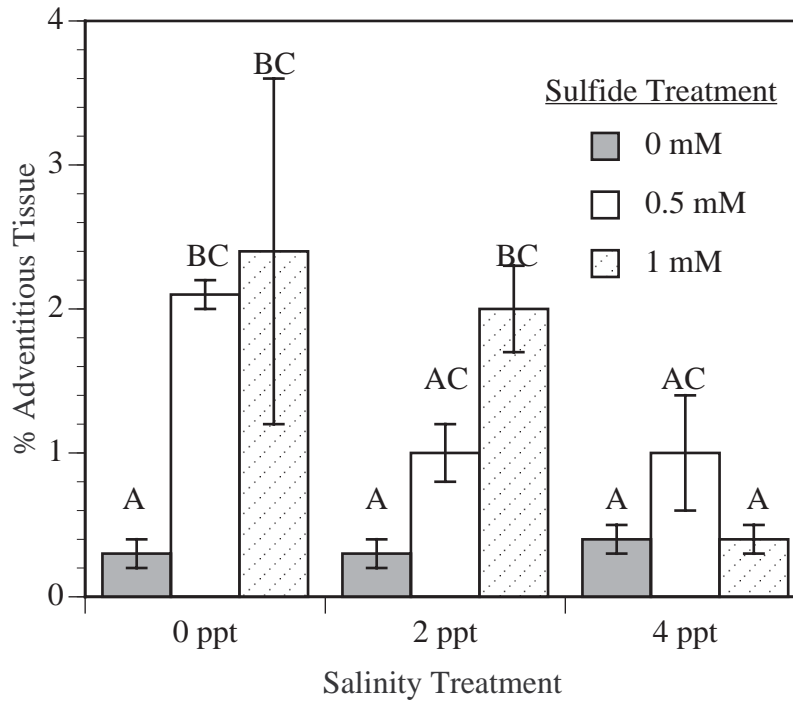 4
3
2
1
0
% Adventitious Tissue
BC
BC
BC
AC
AC
A
A
A
A
Sulfide Treatment
0 mM
0.5 mM
1 mM
0 ppt
2 ppt
4 ppt
Salinity Treatment